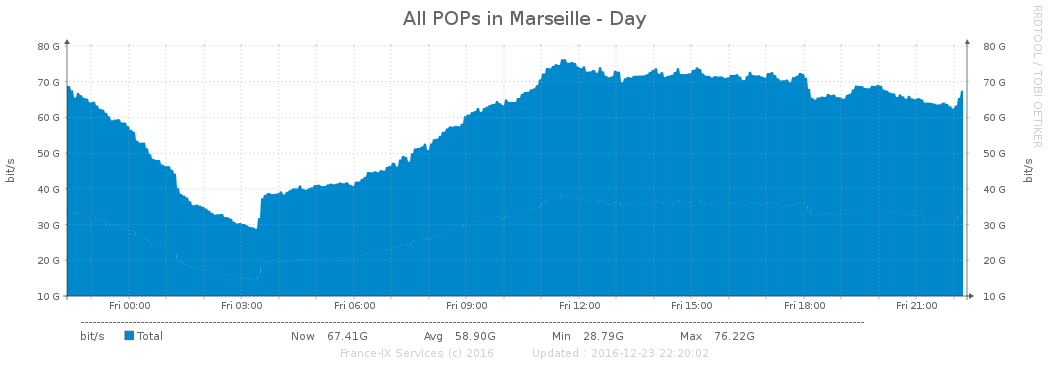 All POPs in Marseille - Day
RRDTOOL / TOBI OETIKER
80 G 80 G
70 G 70 G
60 G 60 G
50 G 50 G
40 G 40 G
30 G 30 G
20 G 20 G
10 G 10 G
bit/s
bit/s
Fri 00:00 Fri 03:00 Fri 06:00 Fri 09:00 Fri 12:00 Fri 15:00 Fri 18:00 Fri 21:00
bit/s Total Now 67.41G Avg 58.90G Min 28.79G Max 76.22G
France-IX Services (c) 2016 Updated : 2016-12-23 22:20:02